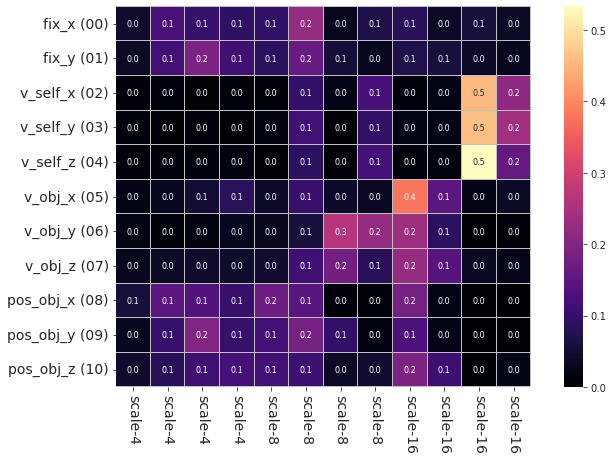 fix_x (00) 0.0 0.1 0.1 0.1 0.1 0.2 0.0 0.1 0.1 0.0 0.1 0.0
fix_y (01) 0.0 0.1 0.2 0.1 0.1 0.2 0.1 0.0 0.1 0.1 0.0 0.0
v_self_x (02) 0.0 0.0 0.0 0.0 0.0 0.1 0.0 0.1 0.0 0.0 0.5 0.2
v_self_y (03) 0.0 0.0 0.0 0.0 0.0 0.1 0.0 0.1 0.0 0.0 0.5 0.2
v_self_z (04) 0.0 0.0 0.0 0.0 0.0 0.1 0.0 0.1 0.0 0.0 0.5 0.2
v_obj_x (05) 0.0 0.0 0.1 0.1 0.0 0.1 0.0 0.0 0.4 0.1 0.0 0.0
v_obj_y (06) 0.0 0.0 0.0 0.0 0.0 0.1 0.3 0.2 0.2 0.1 0.0 0.0
v_obj_z (07) 0.0 0.0 0.0 0.0 0.0 0.1 0.2 0.1 0.2 0.1 0.0 0.0
pos_obj_x (08) 0.1 0.1 0.1 0.1 0.2 0.1 0.0 0.0 0.2 0.0 0.0 0.0
pos_obj_y (09) 0.0 0.1 0.2 0.1 0.1 0.2 0.1 0.0 0.1 0.0 0.0 0.0
pos_obj_z (10) 0.0 0.1 0.1 0.1 0.1 0.1 0.0 0.0 0.2 0.1 0.0 0.0
scale-4 scale-4 scale-4 scale-4 scale-8 scale-8 scale-8 scale-8 scale-16 scale-16 scale-16 scale-16
0.5
0.4
0.3
0.2
0.1
0.0